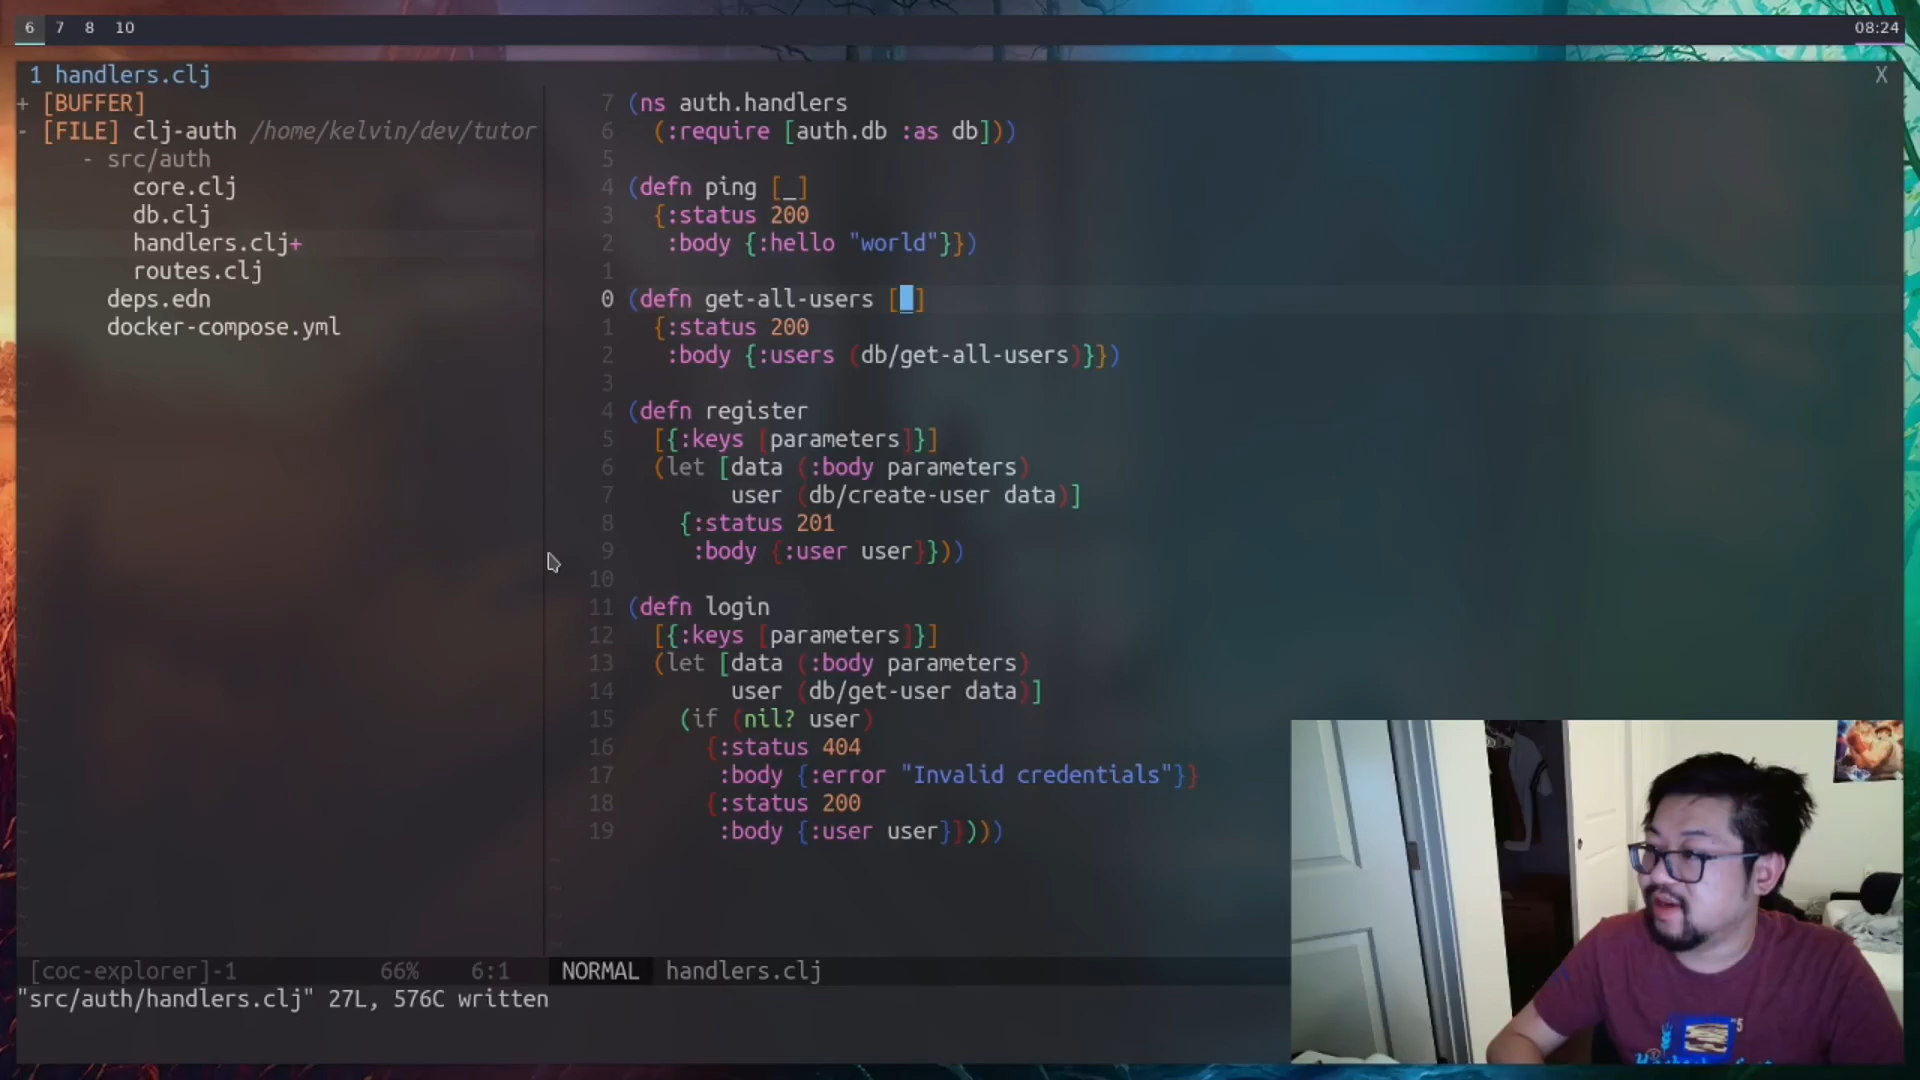 6 7 8 10 08:24
1 handlers.clj X
+ [BUFFER]
- [FILE] clj-auth /home/kelvin/dev/tutor
- src/auth
core.clj
db.clj
handlers.clj+
routes.clj
deps.edn
docker-compose.yml
7 (ns auth.handlers
6 (:require [auth.db :as db]))
5
4 (defn ping [_]
3 {:status 200
2 :body {:hello "world"}})
1
0 (defn get-all-users [_]
1 {:status 200
2 :body {:users (db/get-all-users)}})
3
4 (defn register
5 [{:keys [parameters]}]
6 (let [data (:body parameters)
7 user (db/create-user data)]
8 {:status 201
9 :body {:user user}}))
10
11 (defn login
12 [{:keys [parameters]}]
13 (let [data (:body parameters)
14 user (db/get-user data)]
15 (if (nil? user)
16 {:status 404
17 :body {:error "Invalid credentials"}}
18 {:status 200
19 :body {:user user}})))
[coc-explorer]-1 66% 6:1 NORMAL handlers.clj
"src/auth/handlers.clj" 27L, 576C written